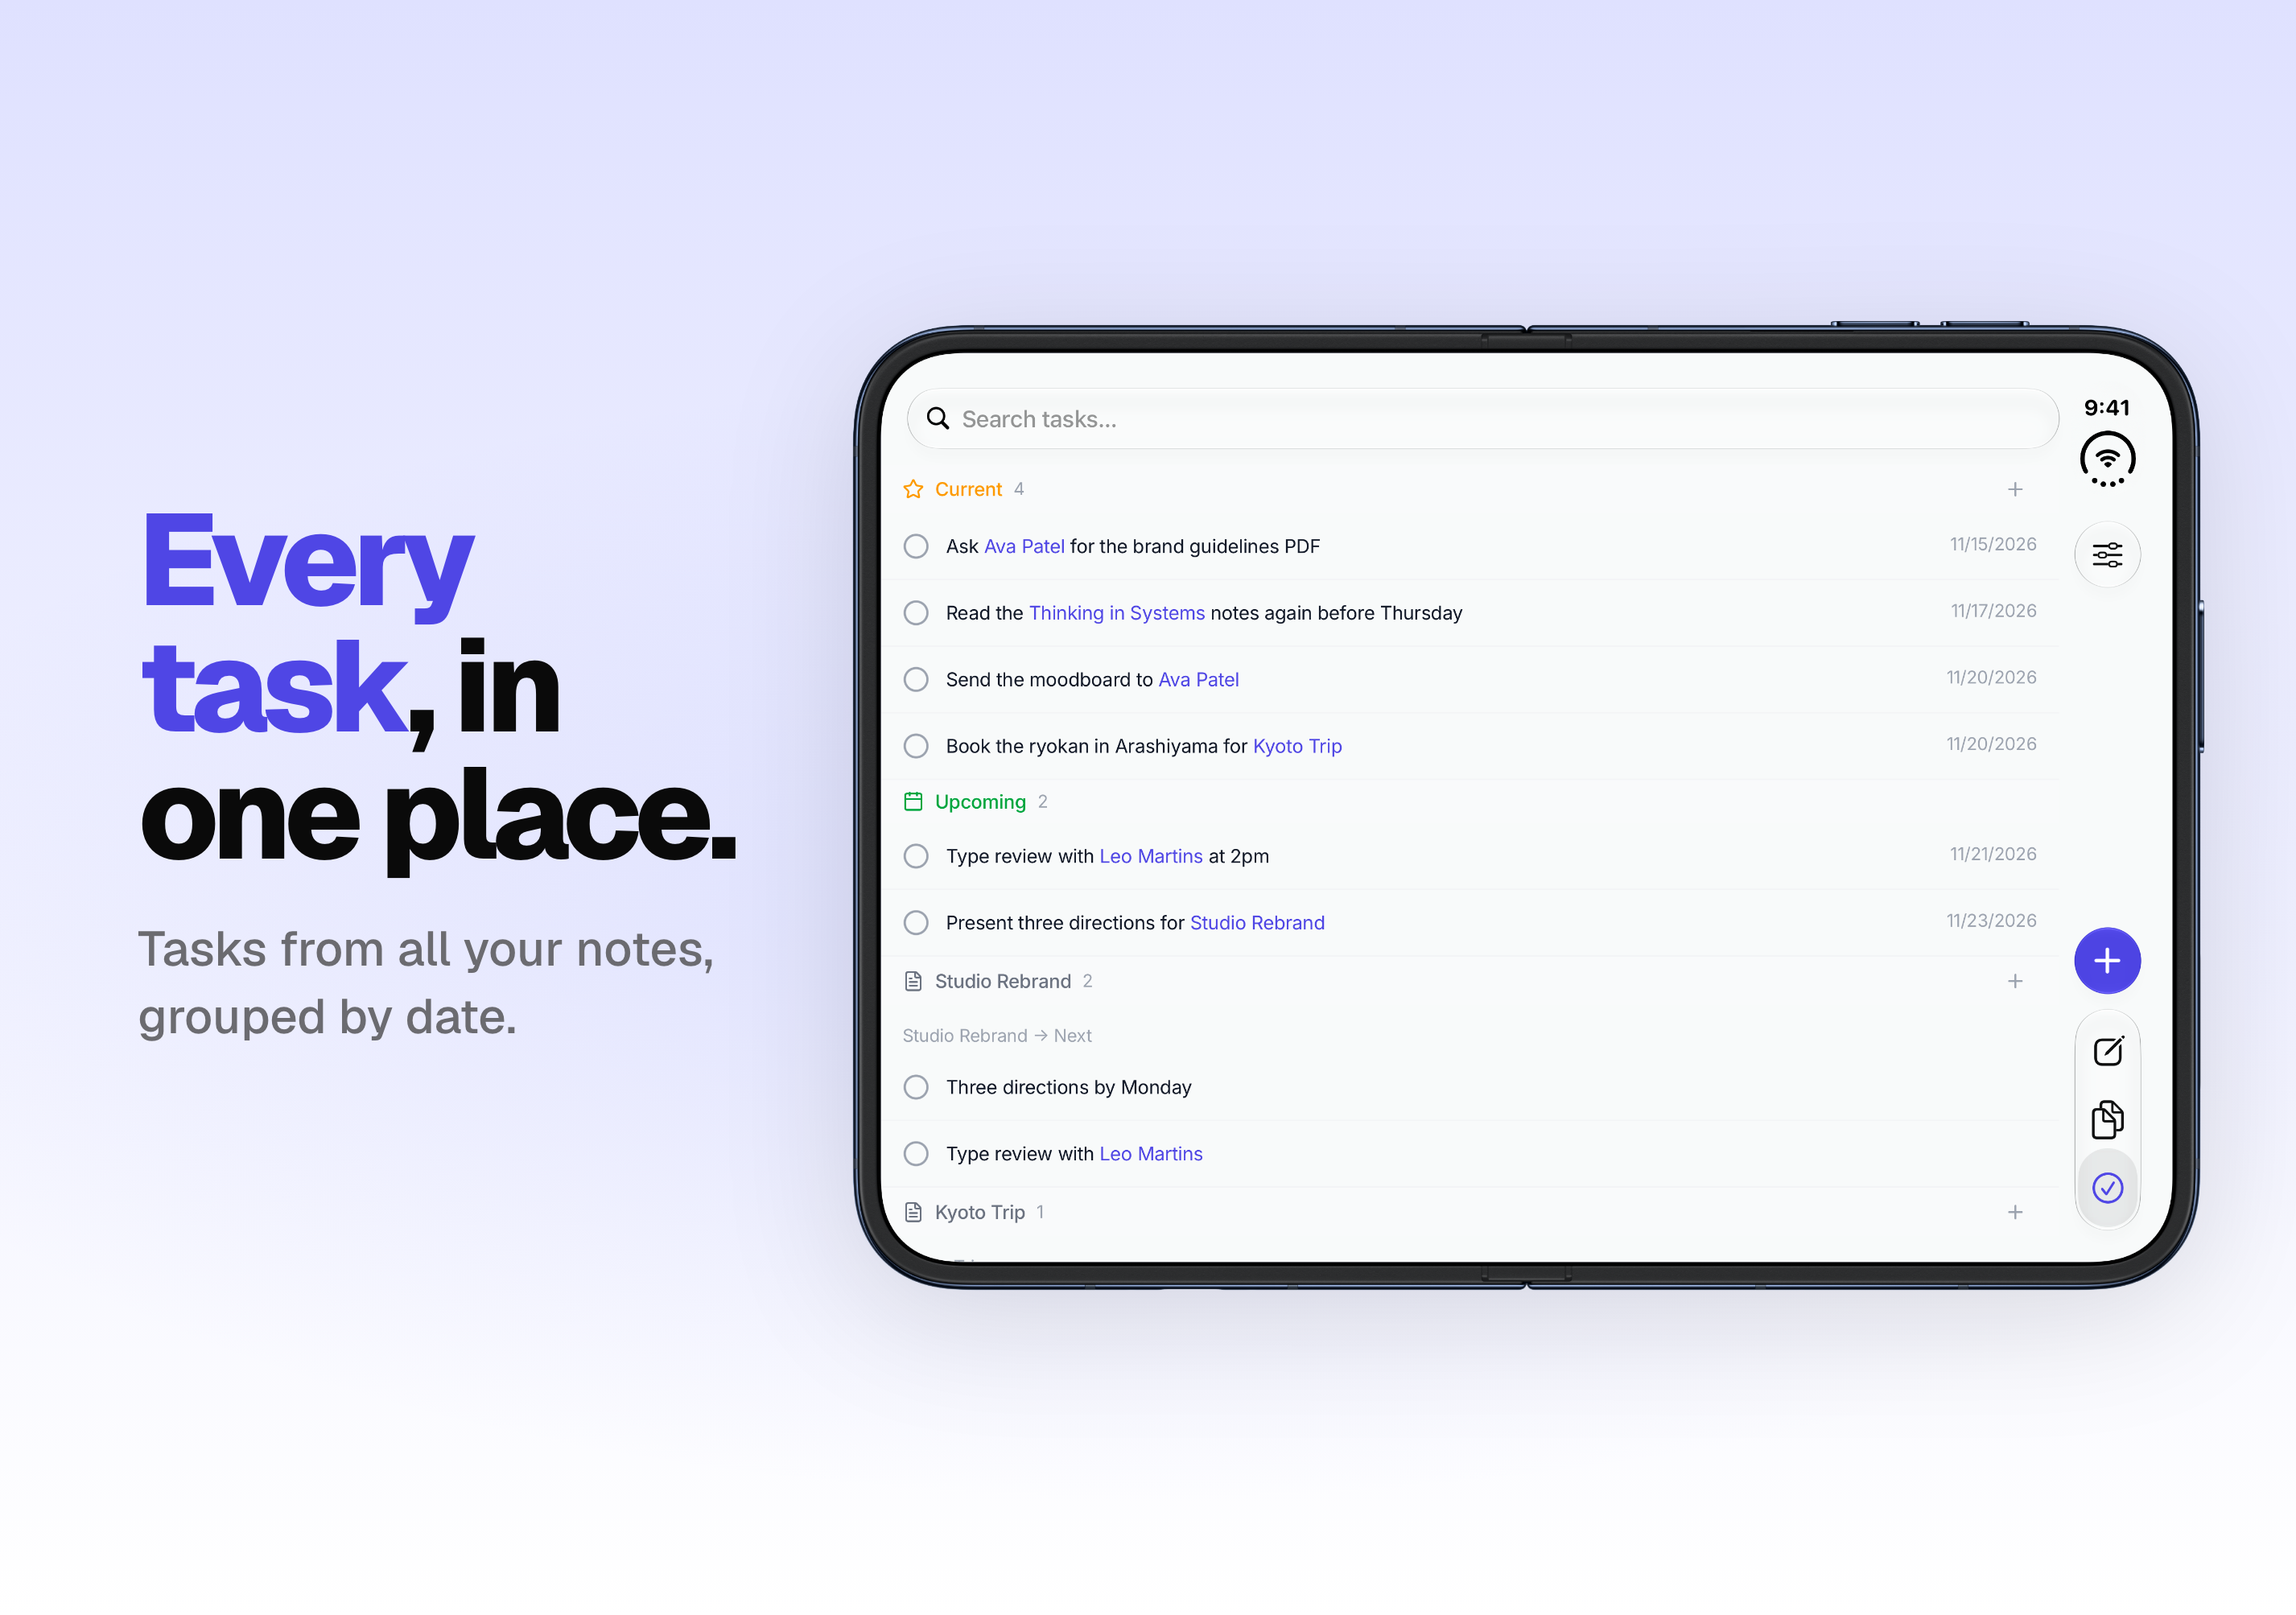 Every
task, in
one place.
Tasks from all your notes,
grouped by date.
Search tasks...
9:41
Current 4
Ask Ava Patel for the brand guidelines PDF 11/15/2026
Read the Thinking in Systems notes again before Thursday 11/17/2026
Send the moodboard to Ava Patel 11/20/2026
Book the ryokan in Arashiyama for Kyoto Trip 11/20/2026
Upcoming 2
Type review with Leo Martins at 2pm 11/21/2026
Present three directions for Studio Rebrand 11/23/2026
Studio Rebrand 2
Studio Rebrand → Next
Three directions by Monday
Type review with Leo Martins
Kyoto Trip 1